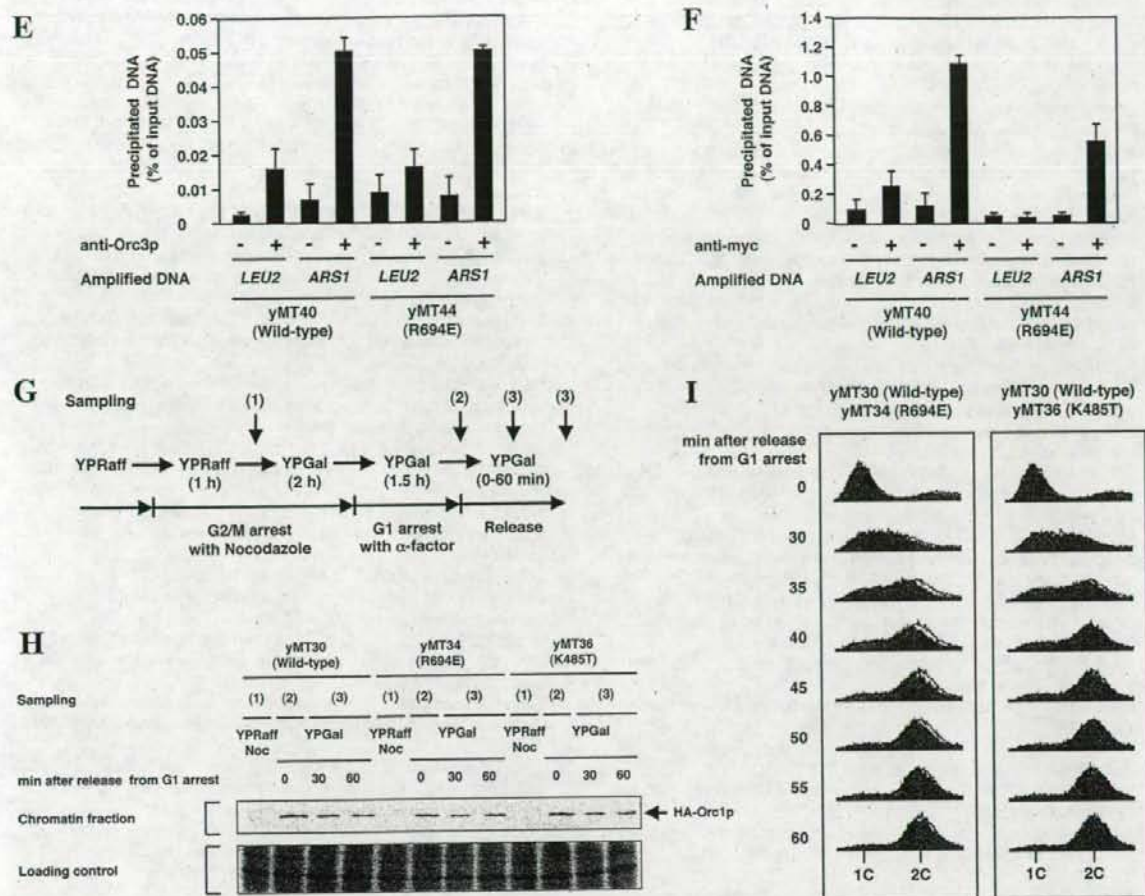 E
Precipitated DNA
(% of input DNA)
0.06
0.05
0.04
0.03
0.02
0.01
0
anti-Orc3p - + - + - + - +
Amplified DNA LEU2 ARS1 LEU2 ARS1
yMT40 yMT44
(Wild-type) (R694E)
F
Precipitated DNA
(% of input DNA)
1.4
1.2
1.0
0.8
0.6
0.4
0.2
0
anti-myc - + - + - + - +
Amplified DNA LEU2 ARS1 LEU2 ARS1
yMT40 yMT44
(Wild-type) (R694E)
G
Sampling (1) (2) (3) (3)
YPRaff YPRaff YPGal YPGal YPGal
(1 h) (2 h) (1.5 h) (0-60 min)
G2/M arrest G1 arrest Release
with Nocodazole with α-factor
H
yMT30 yMT34 yMT36
(Wild-type) (R694E) (K485T)
Sampling (1) (2) (3) (1) (2) (3) (1) (2) (3)
YPRaff YPGal YPRaff YPGal YPRaff YPGal
Noc Noc Noc
min after release from G1 arrest 0 30 60 0 30 60 0 30 60
Chromatin fraction HA-Orc1p
Loading control
I
yMT30 (Wild-type) yMT30 (Wild-type)
yMT34 (R694E) yMT36 (K485T)
min after release
from G1 arrest
0
30
35
40
45
50
55
60
1C 2C 1C 2C